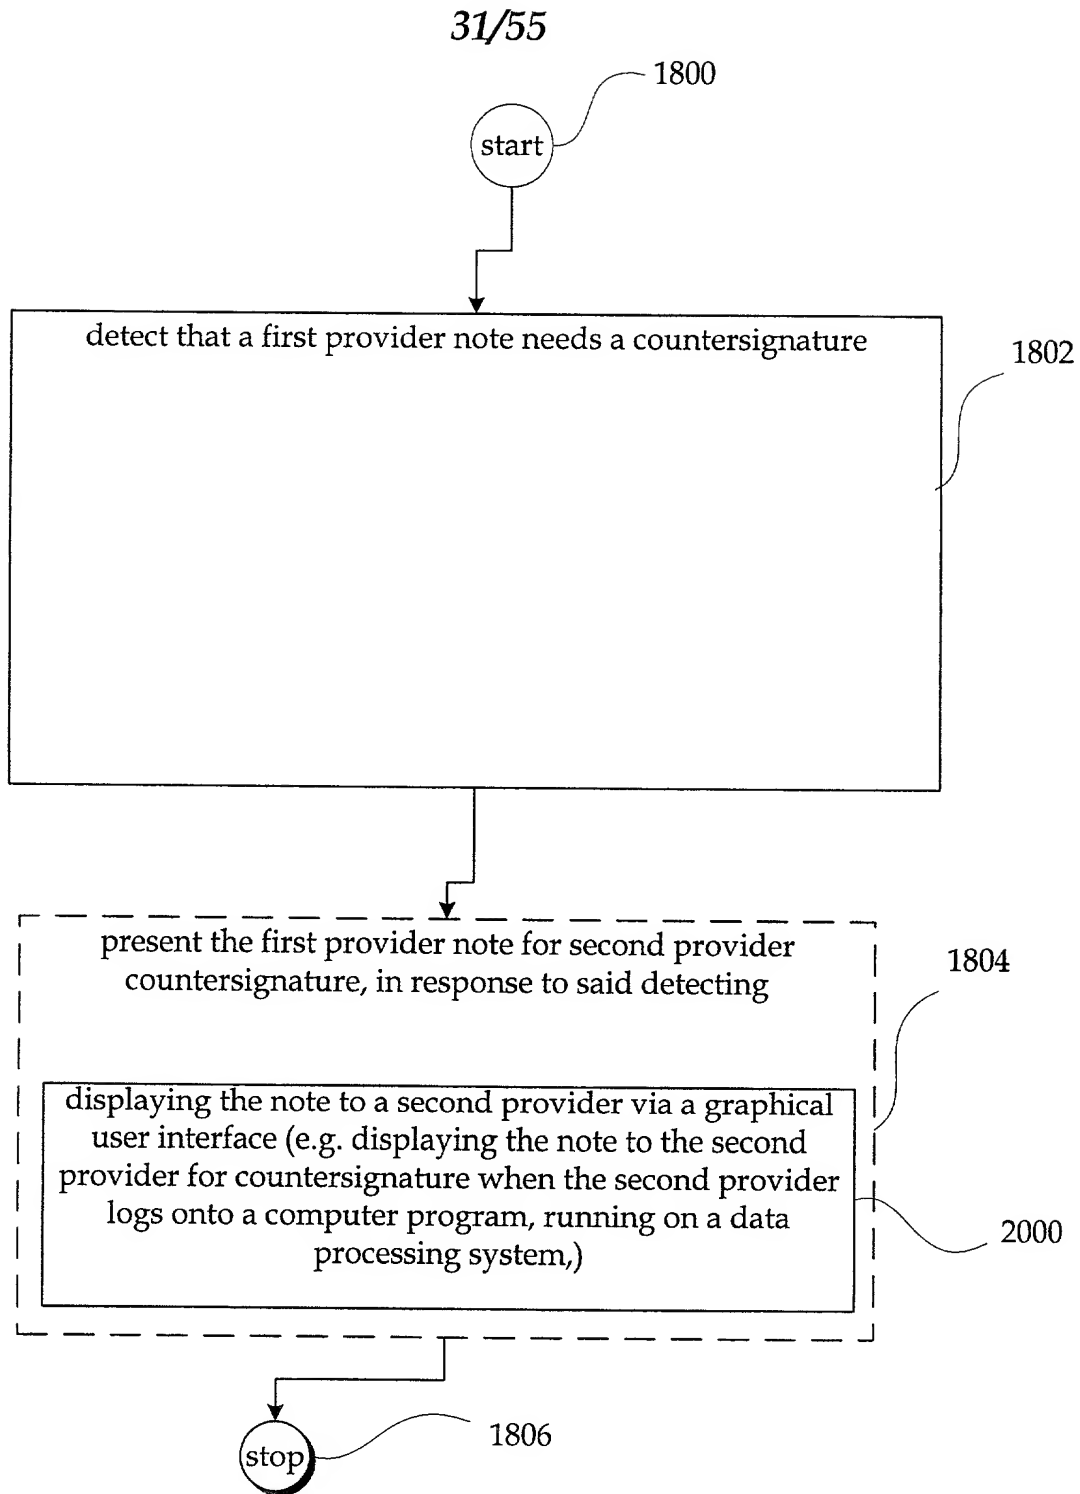 31/55
1800
start
detect that a first provider note needs a countersignature
1802
present the first provider note for second provider
countersignature, in response to said detecting
1804
displaying the note to a second provider via a graphical
user interface (e.g. displaying the note to the second
provider for countersignature when the second provider
logs onto a computer program, running on a data
processing system,)
2000
1806
stop